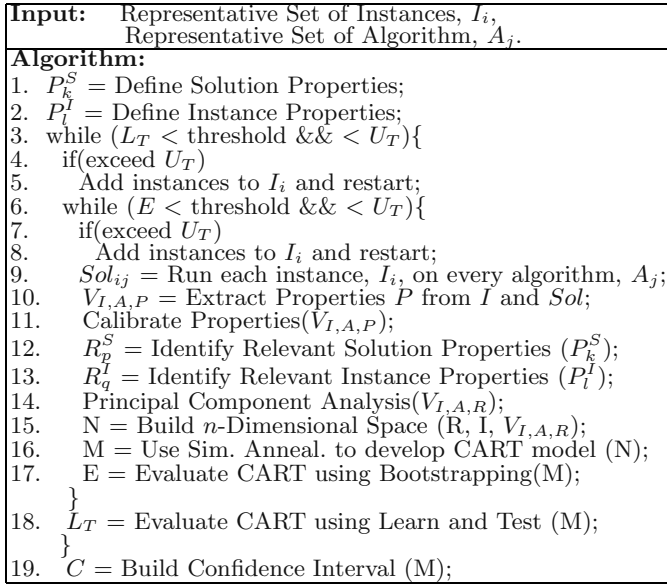 Input: Representative Set of Instances, I_i,
Representative Set of Algorithm, A_j.
Algorithm:
1. P_k^S = Define Solution Properties;
2. P_l^I = Define Instance Properties;
3. while (L_T < threshold && < U_T){
4. if(exceed U_T)
5. Add instances to I_i and restart;
6. while (E < threshold && < U_T){
7. if(exceed U_T)
8. Add instances to I_i and restart;
9. Sol_{ij} = Run each instance, I_i, on every algorithm, A_j;
10. V_{I,A,P} = Extract Properties P from I and Sol;
11. Calibrate Properties(V_{I,A,P});
12. R_p^S = Identify Relevant Solution Properties (P_k^S);
13. R_q^I = Identify Relevant Instance Properties (P_l^I);
14. Principal Component Analysis(V_{I,A,R});
15. N = Build n-Dimensional Space (R, I, V_{I,A,R});
16. M = Use Sim. Anneal. to develop CART model (N);
17. E = Evaluate CART using Bootstrapping(M);
}
18. L_T = Evaluate CART using Learn and Test (M);
}
19. C = Build Confidence Interval (M);